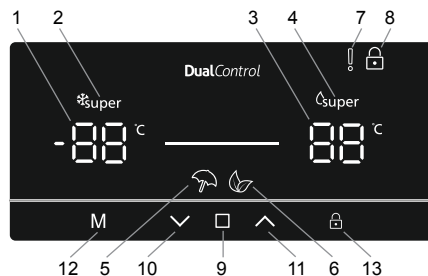 1 2 3 4 7 8
DualControl
super super
-88 °C 88 °C
M
12 5 10 9 11 6 13